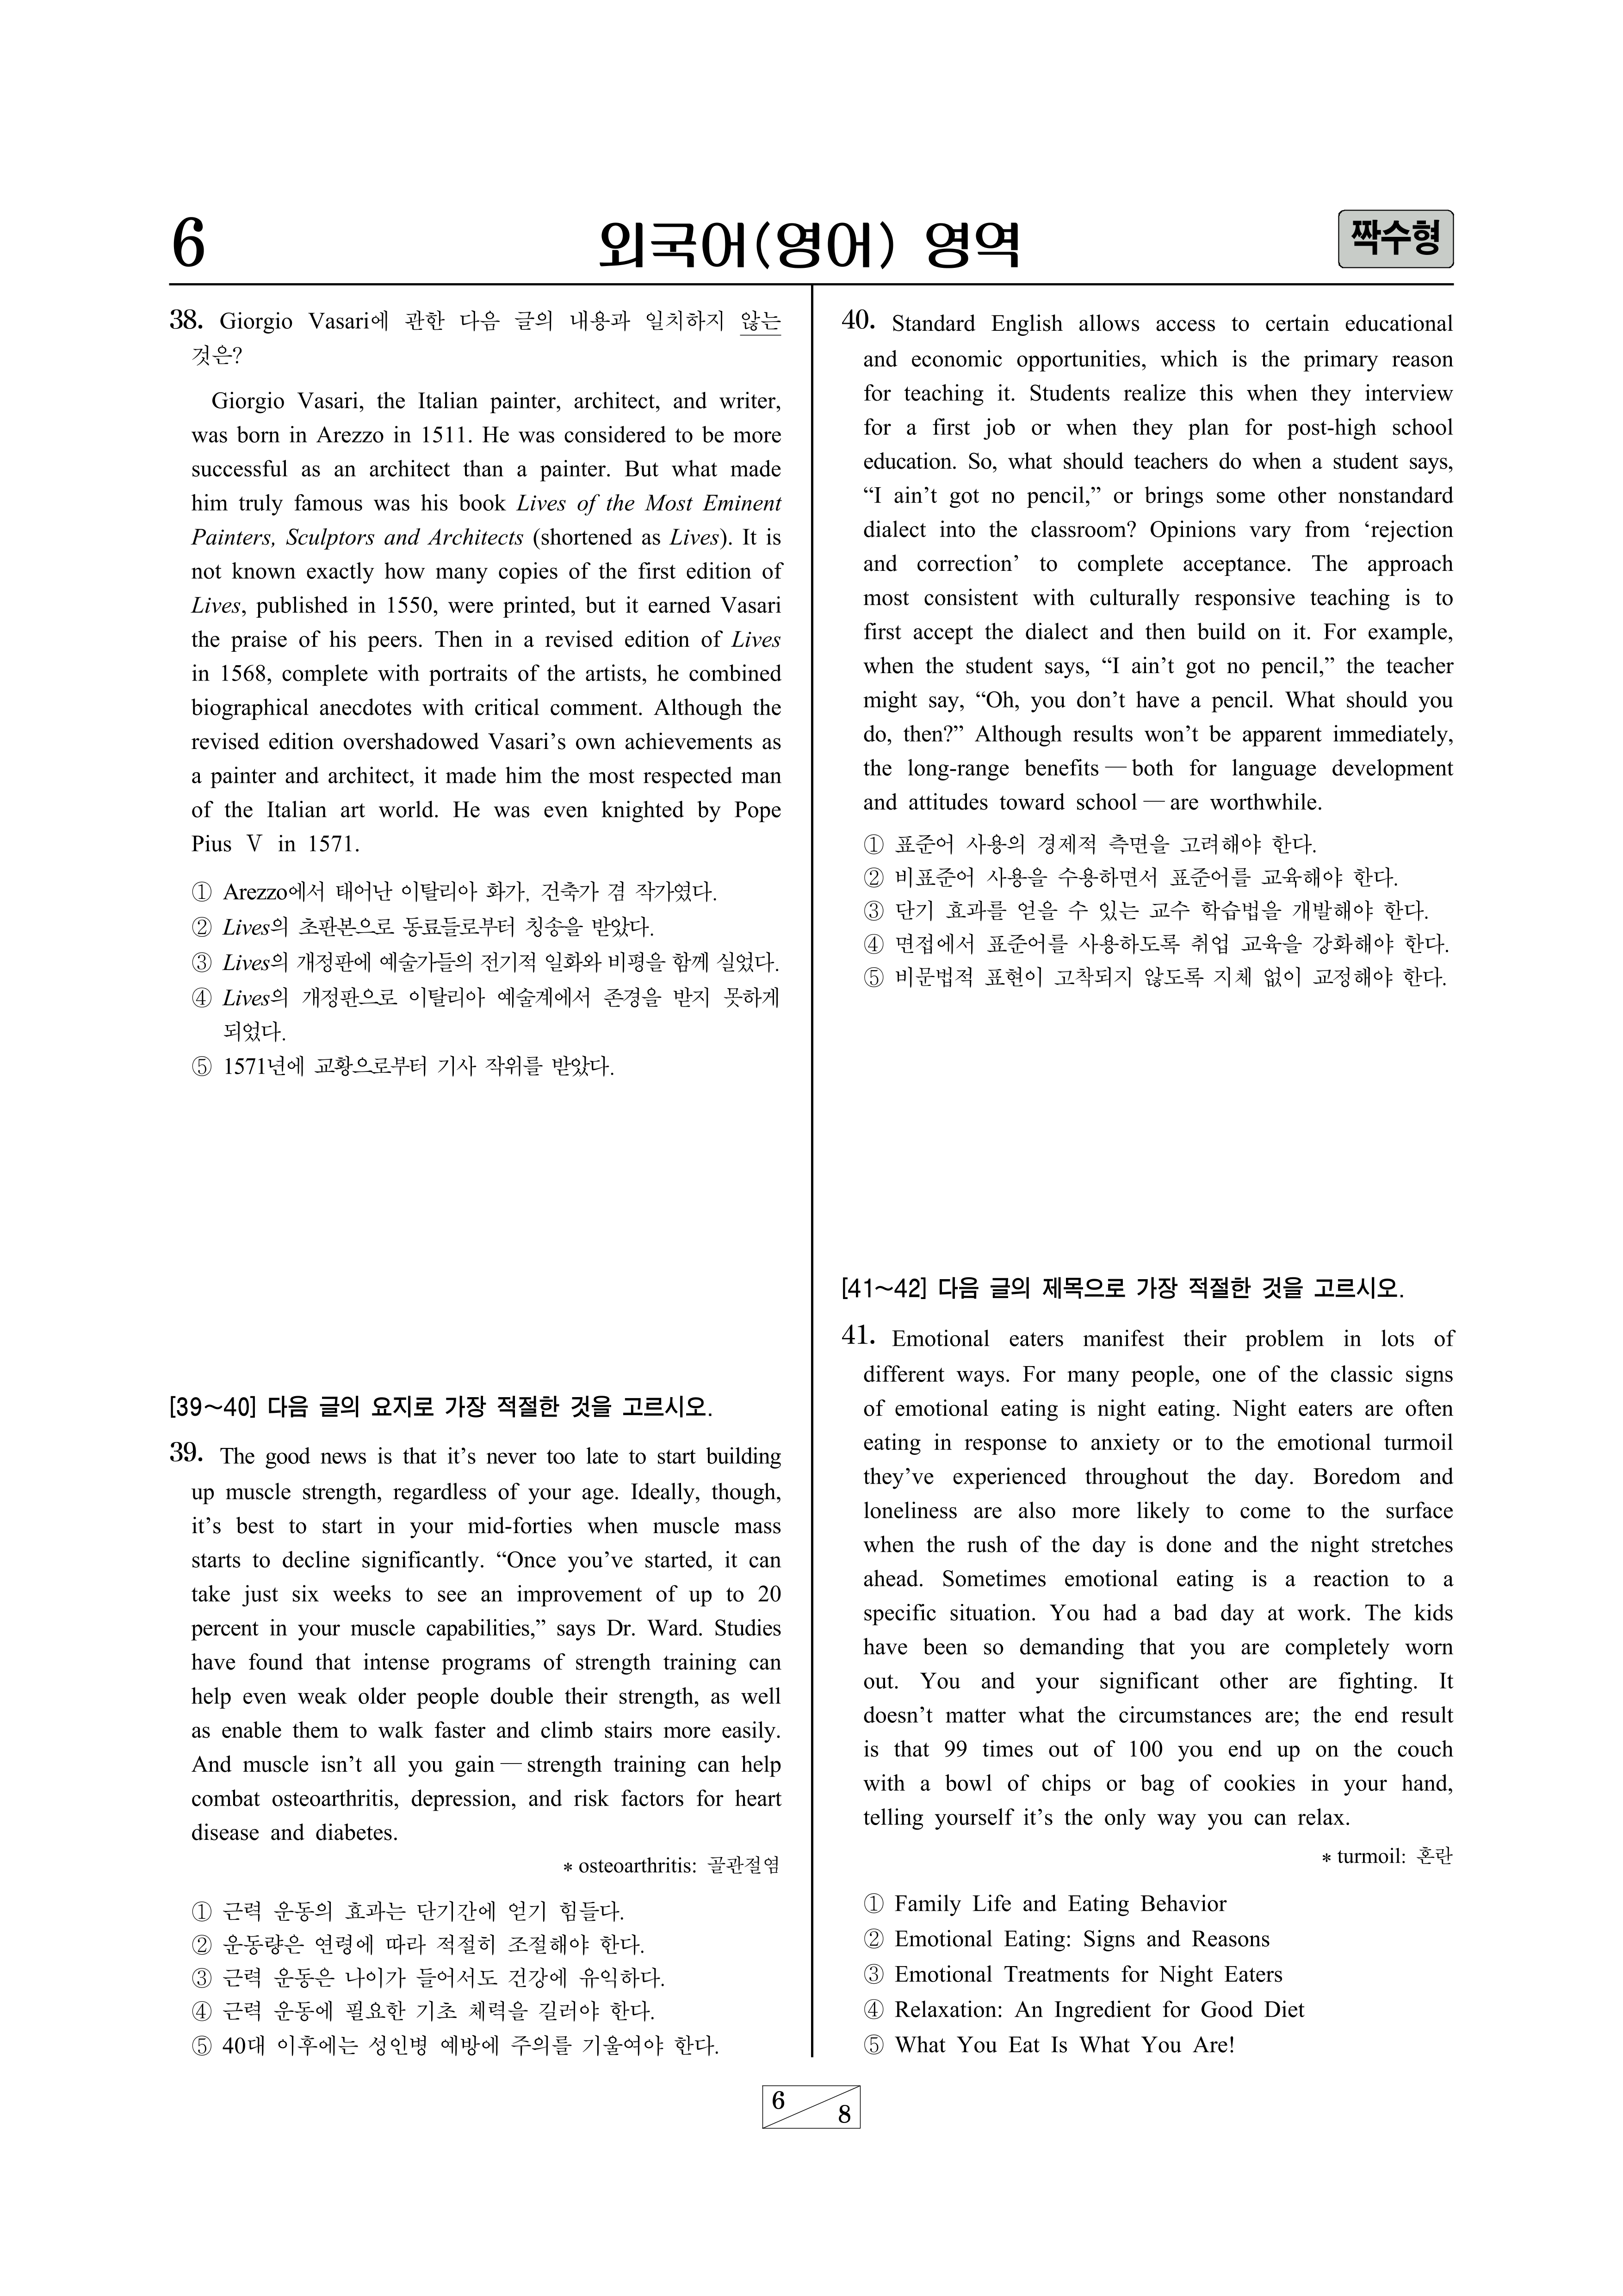 6
외국어(영어) 영역
짝수형
38. Giorgio Vasari에 관한 다음 글의 내용과 일치하지 않는
것은?
Giorgio Vasari, the Italian painter, architect, and writer,
was born in Arezzo in 1511. He was considered to be more
successful as an architect than a painter. But what made
him truly famous was his book Lives of the Most Eminent
Painters, Sculptors and Architects (shortened as Lives). It is
not known exactly how many copies of the first edition of
Lives, published in 1550, were printed, but it earned Vasari
the praise of his peers. Then in a revised edition of Lives
in 1568, complete with portraits of the artists, he combined
biographical anecdotes with critical comment. Although the
revised edition overshadowed Vasari’s own achievements as
a painter and architect, it made him the most respected man
of the Italian art world. He was even knighted by Pope
Pius Ⅴ in 1571.
① Arezzo에서 태어난 이탈리아 화가, 건축가 겸 작가였다.
② Lives의 초판본으로 동료들로부터 칭송을 받았다.
③ Lives의 개정판에 예술가들의 전기적 일화와 비평을 함께 실었다.
④ Lives의 개정판으로 이탈리아 예술계에서 존경을 받지 못하게
되었다.
⑤ 1571년에 교황으로부터 기사 작위를 받았다.
[39~40] 다음 글의 요지로 가장 적절한 것을 고르시오.
39. The good news is that it’s never too late to start building
up muscle strength, regardless of your age. Ideally, though,
it’s best to start in your mid-forties when muscle mass
starts to decline significantly. “Once you’ve started, it can
take just six weeks to see an improvement of up to 20
percent in your muscle capabilities,” says Dr. Ward. Studies
have found that intense programs of strength training can
help even weak older people double their strength, as well
as enable them to walk faster and climb stairs more easily.
And muscle isn’t all you gain — strength training can help
combat osteoarthritis, depression, and risk factors for heart
disease and diabetes.
* osteoarthritis: 골관절염
① 근력 운동의 효과는 단기간에 얻기 힘들다.
② 운동량은 연령에 따라 적절히 조절해야 한다.
③ 근력 운동은 나이가 들어서도 건강에 유익하다.
④ 근력 운동에 필요한 기초 체력을 길러야 한다.
⑤ 40대 이후에는 성인병 예방에 주의를 기울여야 한다.
40. Standard English allows access to certain educational
and economic opportunities, which is the primary reason
for teaching it. Students realize this when they interview
for a first job or when they plan for post-high school
education. So, what should teachers do when a student says,
“I ain’t got no pencil,” or brings some other nonstandard
dialect into the classroom? Opinions vary from ‘rejection
and correction’ to complete acceptance. The approach
most consistent with culturally responsive teaching is to
first accept the dialect and then build on it. For example,
when the student says, “I ain’t got no pencil,” the teacher
might say, “Oh, you don’t have a pencil. What should you
do, then?” Although results won’t be apparent immediately,
the long-range benefits — both for language development
and attitudes toward school — are worthwhile.
① 표준어 사용의 경제적 측면을 고려해야 한다.
② 비표준어 사용을 수용하면서 표준어를 교육해야 한다.
③ 단기 효과를 얻을 수 있는 교수 학습법을 개발해야 한다.
④ 면접에서 표준어를 사용하도록 취업 교육을 강화해야 한다.
⑤ 비문법적 표현이 고착되지 않도록 지체 없이 교정해야 한다.
[41~42] 다음 글의 제목으로 가장 적절한 것을 고르시오.
41. Emotional eaters manifest their problem in lots of
different ways. For many people, one of the classic signs
of emotional eating is night eating. Night eaters are often
eating in response to anxiety or to the emotional turmoil
they’ve experienced throughout the day. Boredom and
loneliness are also more likely to come to the surface
when the rush of the day is done and the night stretches
ahead. Sometimes emotional eating is a reaction to a
specific situation. You had a bad day at work. The kids
have been so demanding that you are completely worn
out. You and your significant other are fighting. It
doesn’t matter what the circumstances are; the end result
is that 99 times out of 100 you end up on the couch
with a bowl of chips or bag of cookies in your hand,
telling yourself it’s the only way you can relax.
* turmoil: 혼란
① Family Life and Eating Behavior
② Emotional Eating: Signs and Reasons
③ Emotional Treatments for Night Eaters
④ Relaxation: An Ingredient for Good Diet
⑤ What You Eat Is What You Are!
6
8